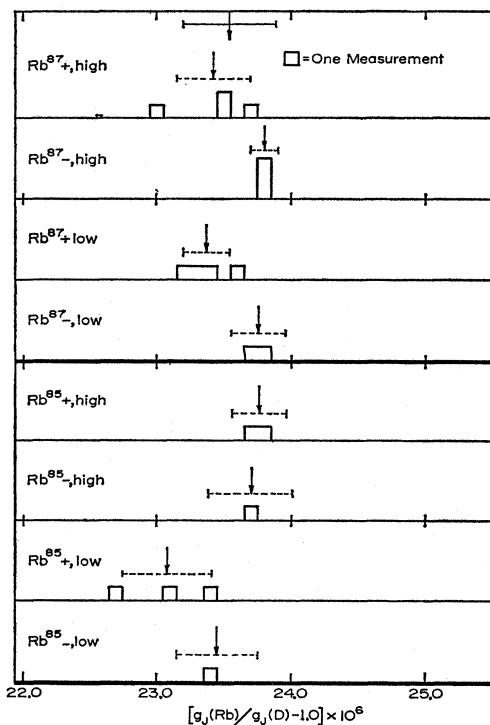 □=One Measurement
Rb⁸⁷+,high
Rb⁸⁷-,high
Rb⁸⁷+low
Rb⁸⁷-,low
Rb⁸⁵+,high
Rb⁸⁵-,high
Rb⁸⁵+,low
Rb⁸⁵-,low
22.0 23.0 24.0 25.0
[gJ(Rb)/gJ(D)-1.0]×10⁶